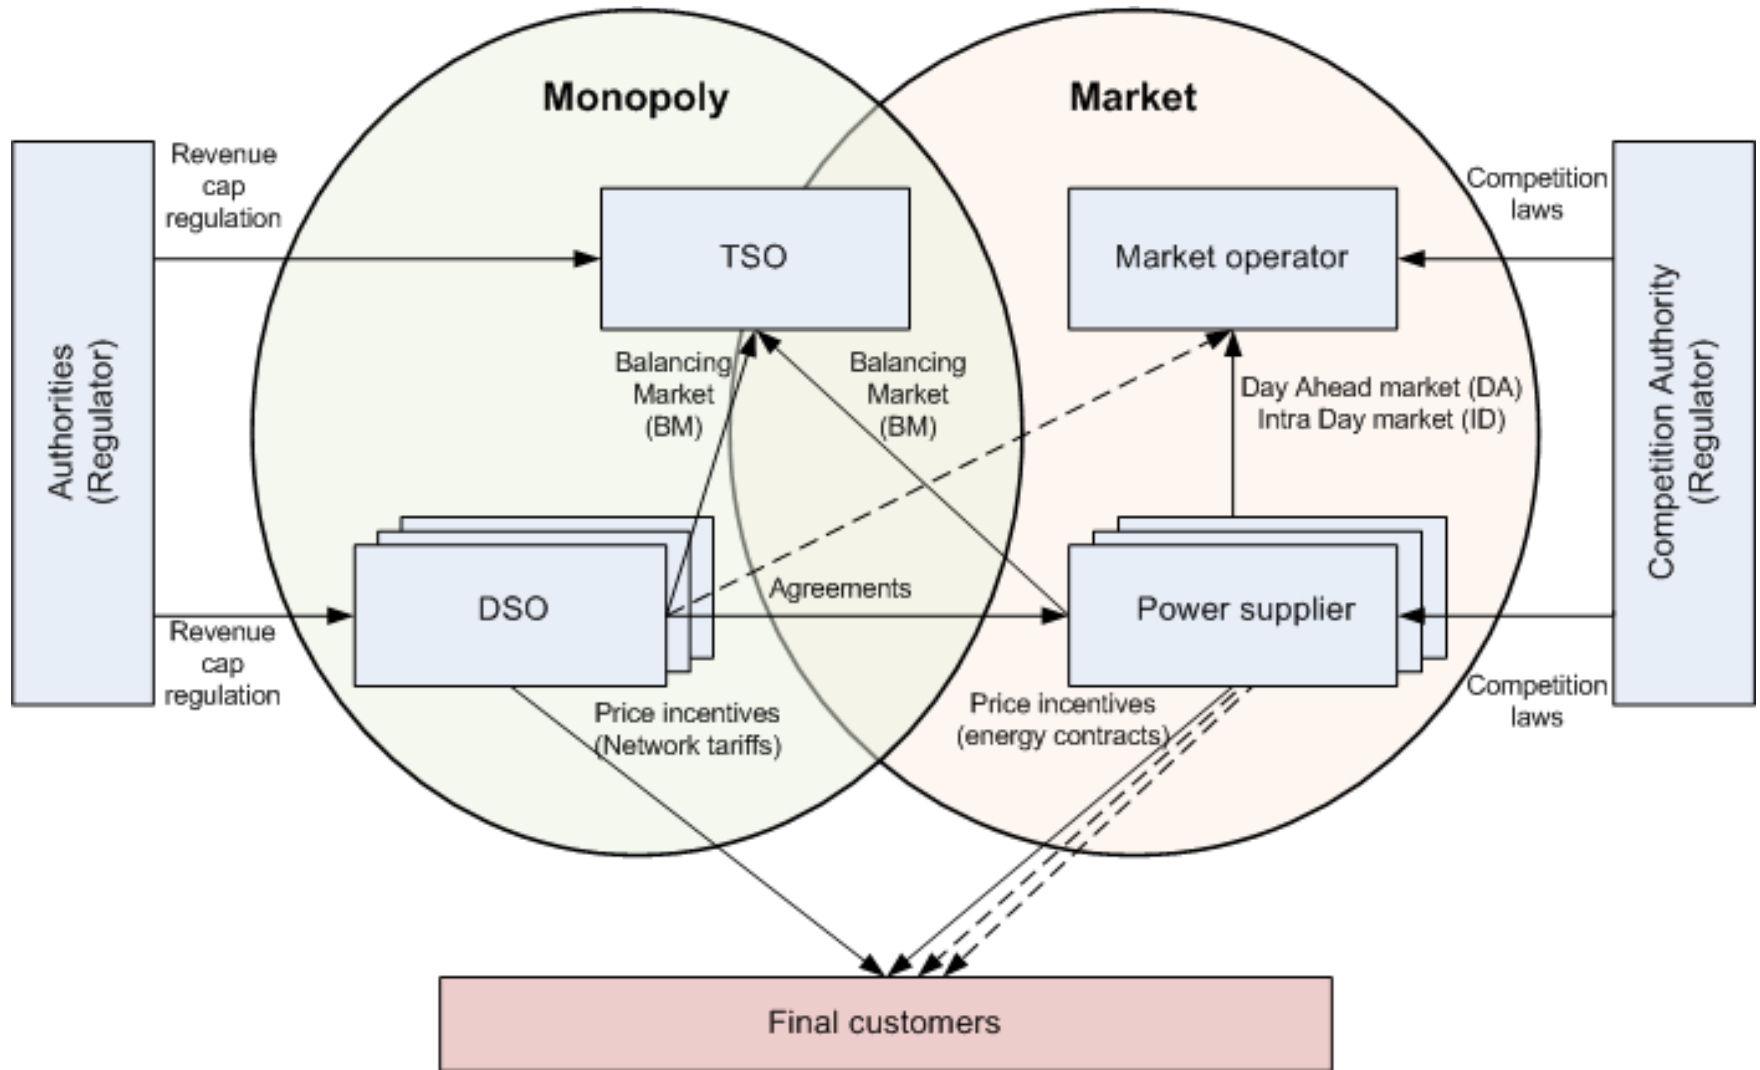 Monopoly
Market
Revenue
cap
regulation
Competition
laws
TSO
Market operator
Authorities
(Regulator)
Competition Authority
(Regulator)
Balancing
Market
(BM)
Balancing
Market
(BM)
Day Ahead market (DA)
Intra Day market (ID)
Agreements
DSO
Power supplier
Revenue
cap
regulation
Price incentives
(Network tariffs)
Price incentives
(energy contracts)
Competition
laws
Final customers